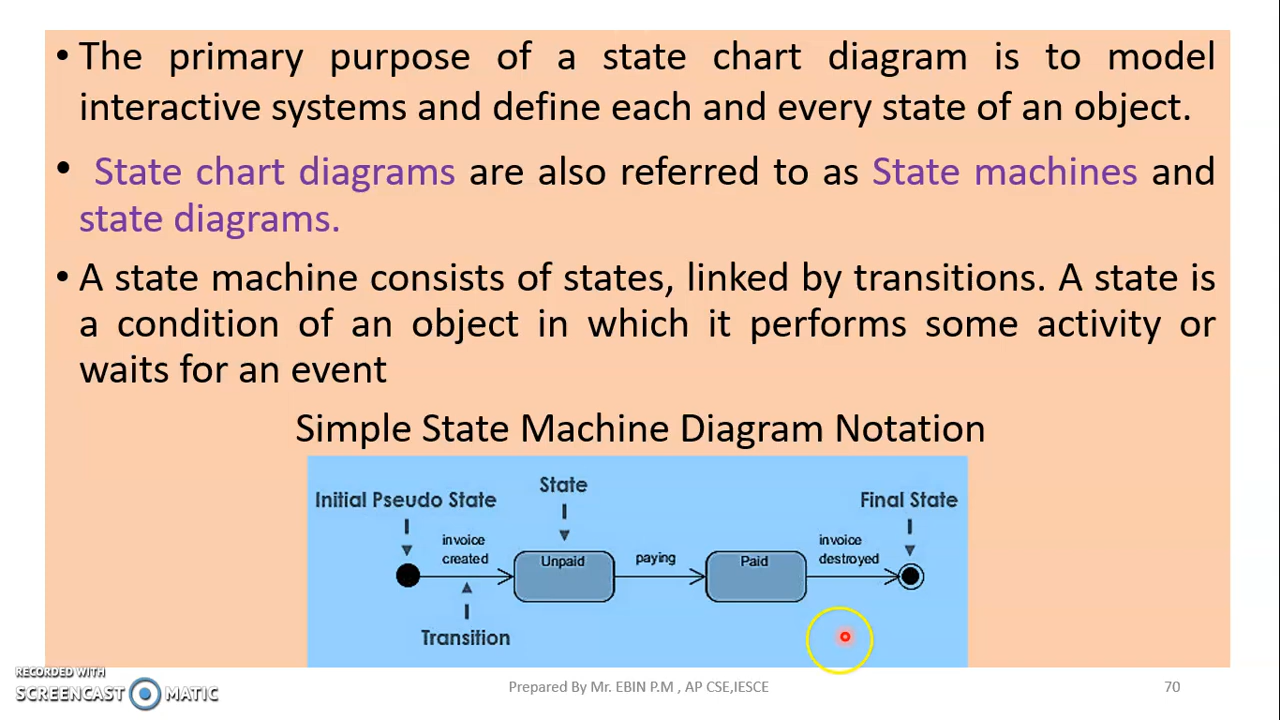 • The primary purpose of a state chart diagram is to model
interactive systems and define each and every state of an object.
• State chart diagrams are also referred to as State machines and
state diagrams.
• A state machine consists of states, linked by transitions. A state is
a condition of an object in which it performs some activity or
waits for an event
Simple State Machine Diagram Notation
Initial Pseudo State
State
Final State
invoice
created
Unpaid
paying
Paid
invoice
destroyed
Transition
RECORDED WITH
SCREENCAST MATIC
Prepared By Mr. EBIN P.M , AP CSE,IESCE
70